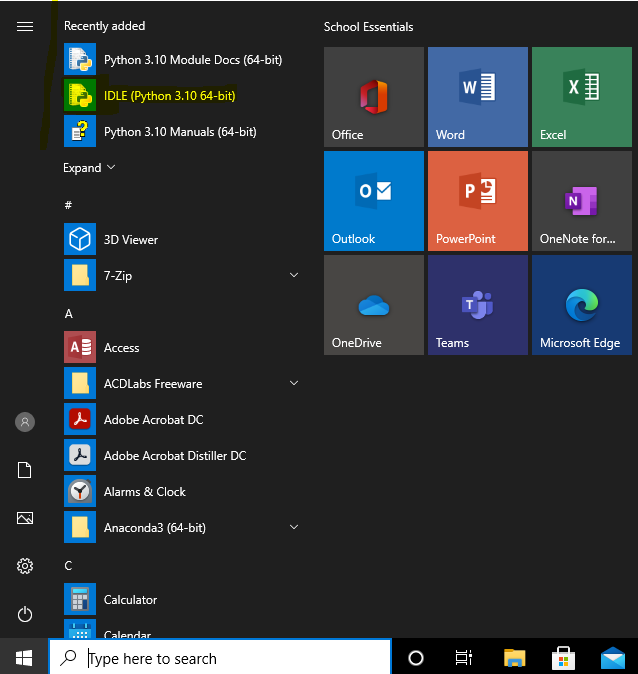 Recently added
Python 3.10 Module Docs (64-bit)
IDLE (Python 3.10 64-bit)
Python 3.10 Manuals (64-bit)
Expand
#
3D Viewer
7-Zip
A
Access
ACDLabs Freeware
Adobe Acrobat DC
Adobe Acrobat Distiller DC
Alarms & Clock
Anaconda3 (64-bit)
C
Calculator
Calendar
School Essentials
Office
Word
Excel
Outlook
PowerPoint
OneNote for...
OneDrive
Teams
Microsoft Edge
Type here to search